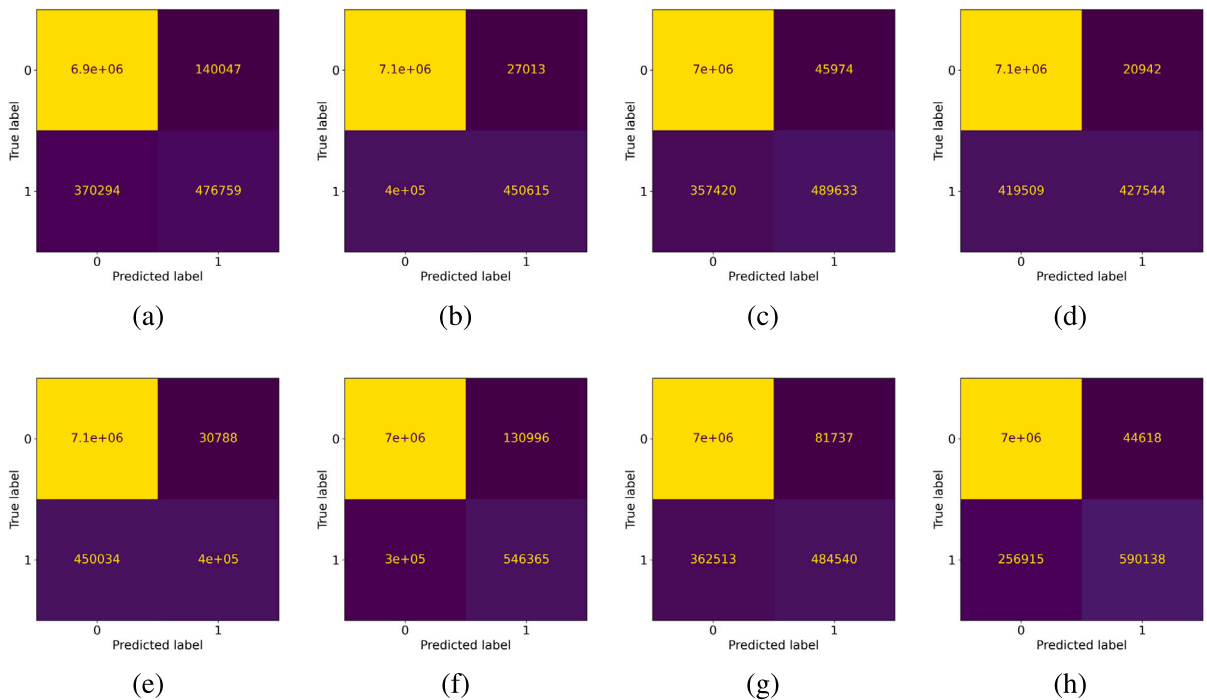 0 6.9e+06 140047
True label
1 370294 476759
0 1
Predicted label
(a)
0 7.1e+06 27013
True label
1 4e+05 450615
0 1
Predicted label
(b)
0 7e+06 45974
True label
1 357420 489633
0 1
Predicted label
(c)
0 7.1e+06 20942
True label
1 419509 427544
0 1
Predicted label
(d)
0 7.1e+06 30788
True label
1 450034 4e+05
0 1
Predicted label
(e)
0 7e+06 130996
True label
1 3e+05 546365
0 1
Predicted label
(f)
0 7e+06 81737
True label
1 362513 484540
0 1
Predicted label
(g)
0 7e+06 44618
True label
1 256915 590138
0 1
Predicted label
(h)